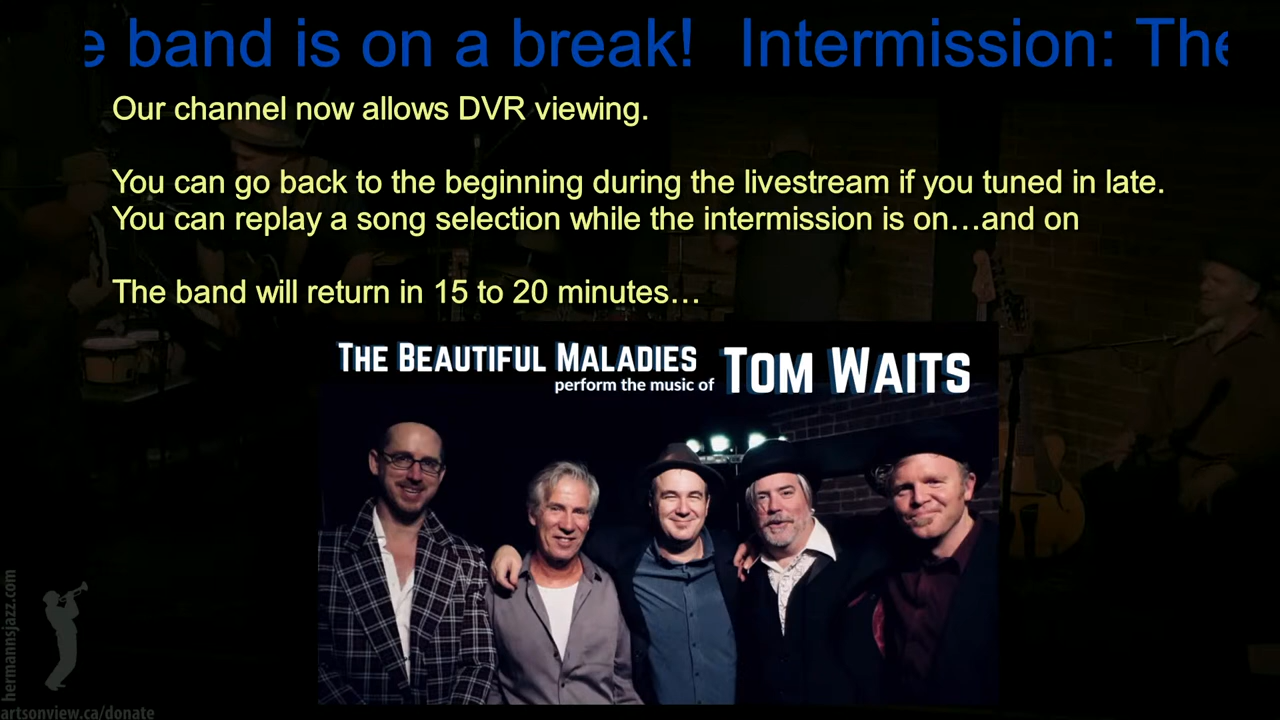 e band is on a break! Intermission: The
Our channel now allows DVR viewing.
You can go back to the beginning during the livestream if you tuned in late.
You can replay a song selection while the intermission is on…and on
The band will return in 15 to 20 minutes…
The Beautiful Maladies
perform the music of
Tom Waits
hermannsjazz.com
artsonview.ca/donate